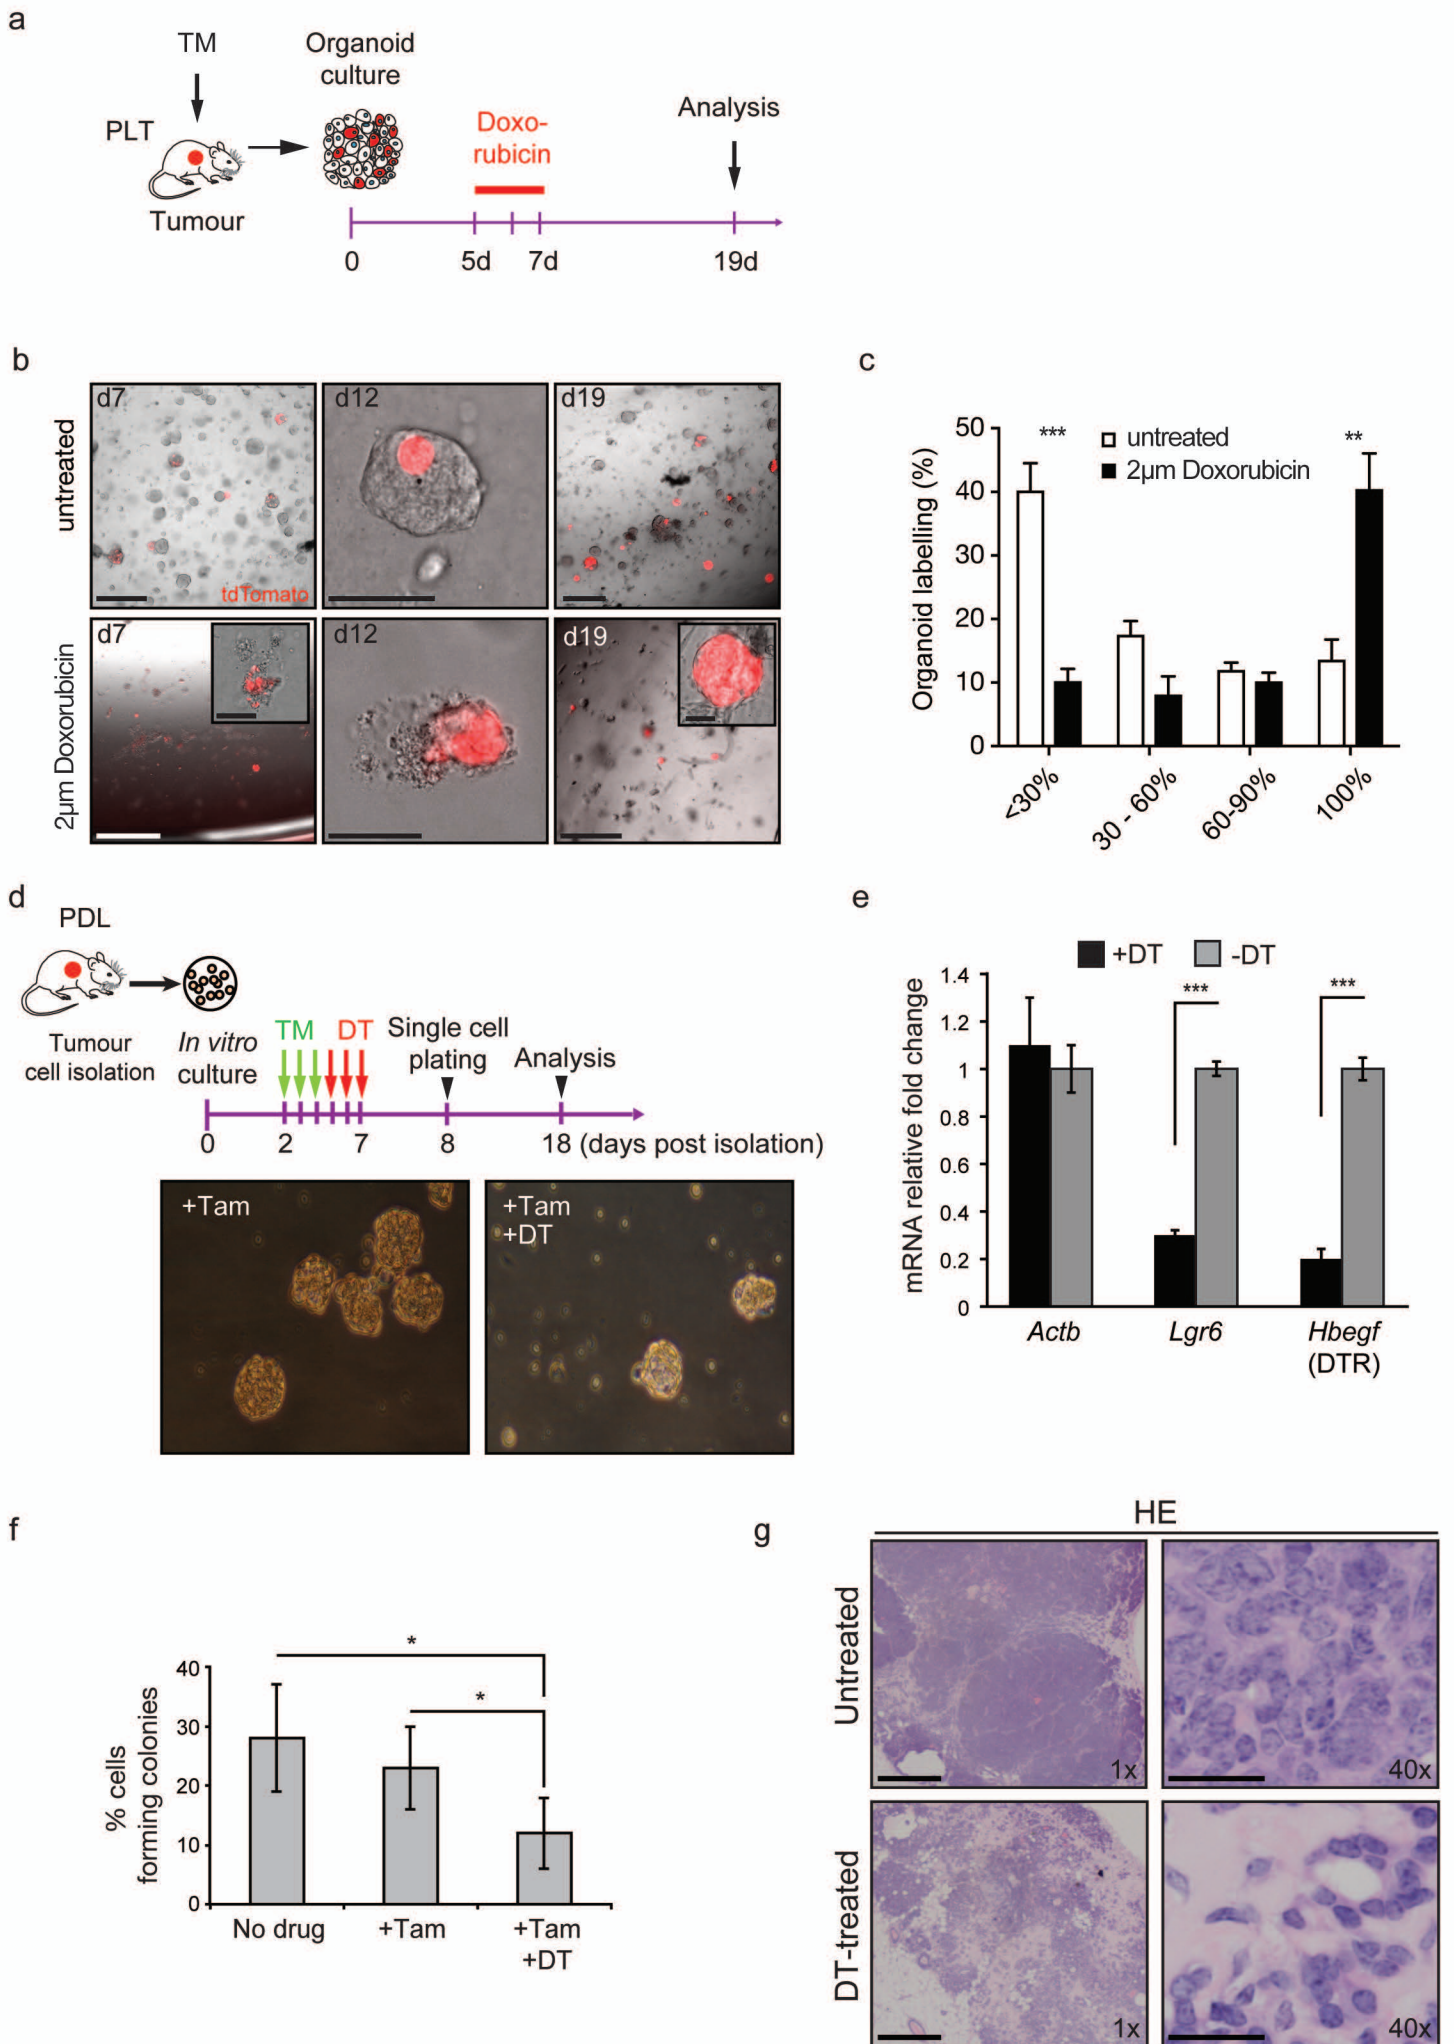 a
TM
PLT
Tumour
Organoid
culture
Doxo-
rubicin
Analysis
0
5d
7d
19d
b
untreated
d7
tdTomato
d12
d19
2µm Doxorubicin
d7
d12
d19
c
Organoid labelling (%)
50
40
30
20
10
0
***
**
untreated
2µm Doxorubicin
<30%
30 - 60%
60-90%
100%
d
PDL
Tumour
cell isolation
In vitro
culture
TM
DT
Single cell
plating
Analysis
0
2
7
8
18 (days post isolation)
+Tam
+Tam
+DT
e
+DT
-DT
mRNA relative fold change
1.4
1.2
1
0.8
0.6
0.4
0.2
0
***
***
Actb
Lgr6
Hbegf
(DTR)
f
% cells
forming colonies
40
30
20
10
0
*
*
No drug
+Tam
+Tam
+DT
g
HE
Untreated
1x
40x
DT-treated
1x
40x